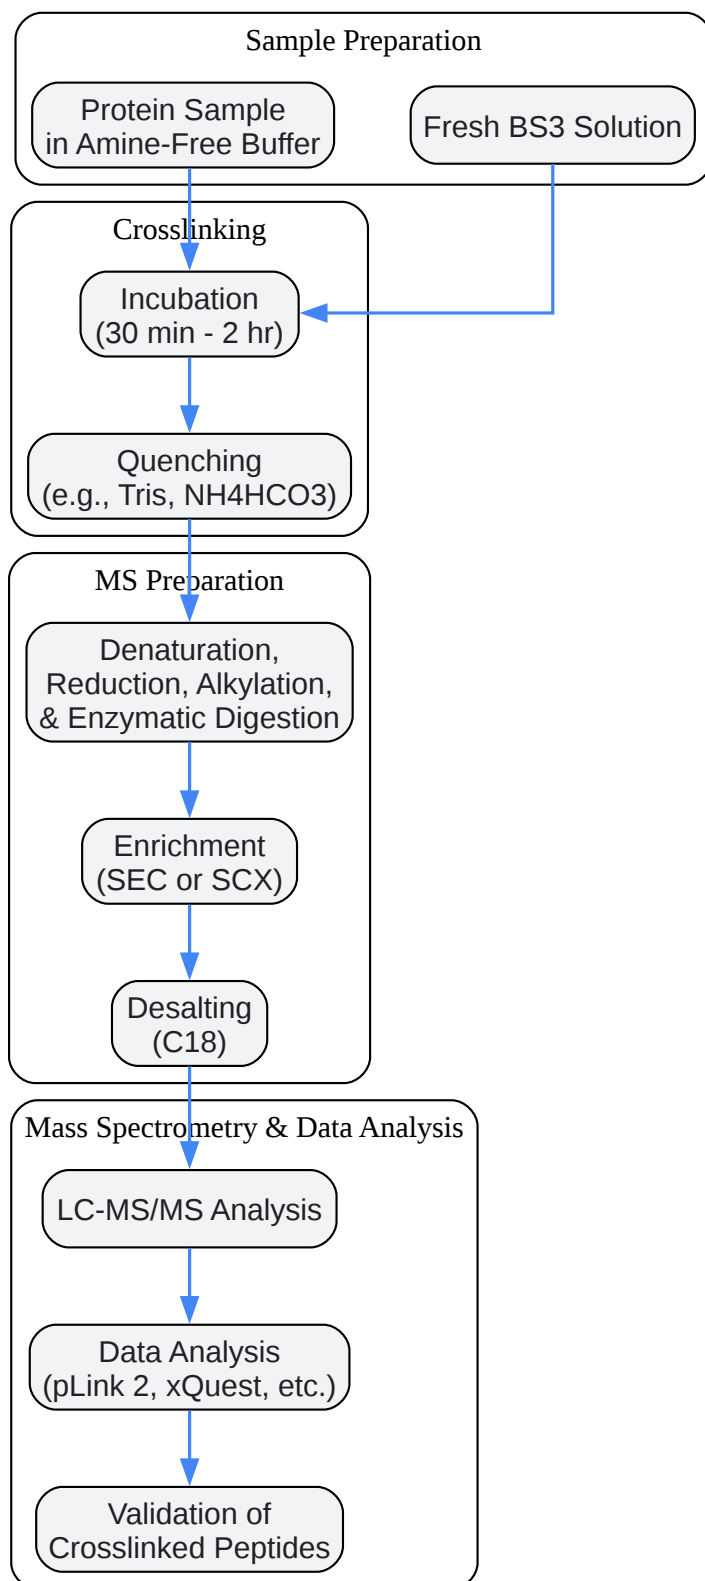 Sample Preparation
Protein Sample
in Amine-Free Buffer
Fresh BS3 Solution
Crosslinking
Incubation
(30 min - 2 hr)
Quenching
(e.g., Tris, NH4HCO3)
MS Preparation
Denaturation,
Reduction, Alkylation,
& Enzymatic Digestion
Enrichment
(SEC or SCX)
Desalting
(C18)
Mass Spectrometry & Data Analysis
LC-MS/MS Analysis
Data Analysis
(pLink 2, xQuest, etc.)
Validation of
Crosslinked Peptides